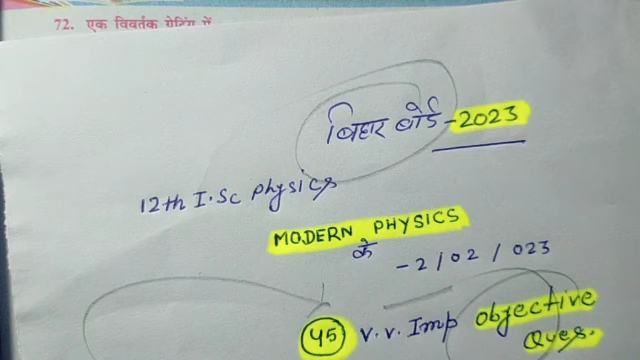 72. एक विवर्तक ग्रेटिंग में
बिहार बोर्ड -2023
12th I.Sc Physics
MODERN PHYSICS
के
-2/02/023
45 V.V. Imp Objective
Ques.